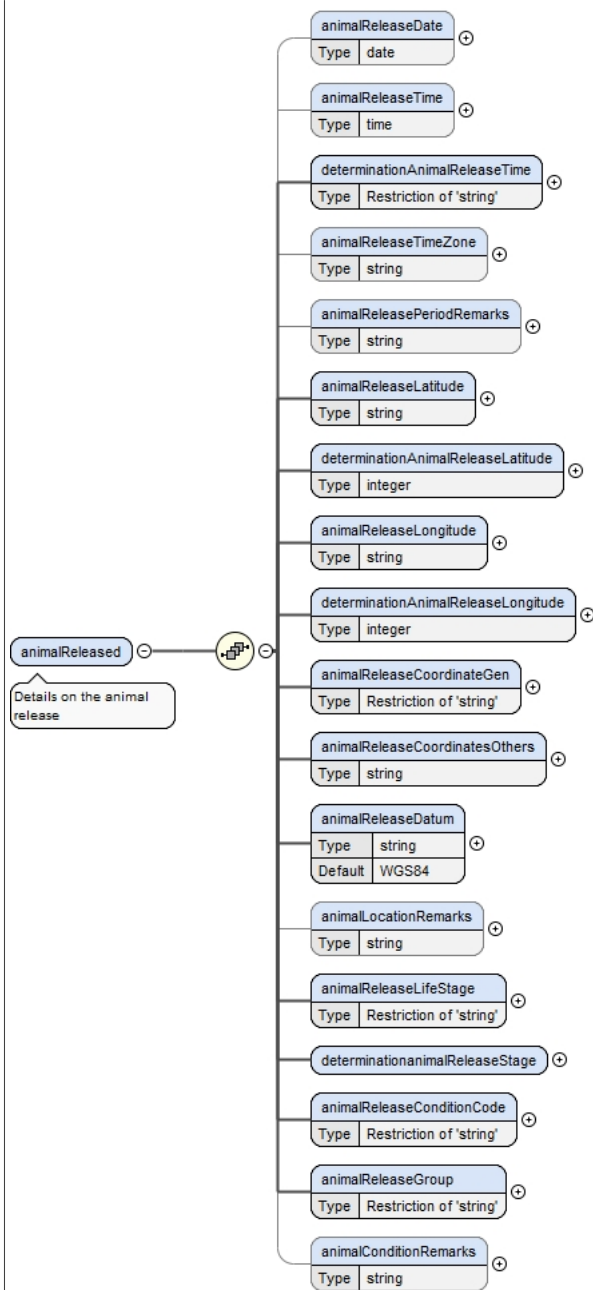 animalReleaseDate
Type date
animalReleaseTime
Type time
determinationAnimalReleaseTime
Type Restriction of 'string'
animalReleaseTimeZone
Type string
animalReleasePeriodRemarks
Type string
animalReleaseLatitude
Type string
determinationAnimalReleaseLatitude
Type integer
animalReleaseLongitude
Type string
determinationAnimalReleaseLongitude
Type integer
animalReleased
Details on the animal
release
animalReleaseCoordinateGen
Type Restriction of 'string'
animalReleaseCoordinatesOthers
Type string
animalReleaseDatum
Type string
Default WGS84
animalLocationRemarks
Type string
animalReleaseLifeStage
Type Restriction of 'string'
determinationanimalReleaseStage
animalReleaseConditionCode
Type Restriction of 'string'
animalReleaseGroup
Type Restriction of 'string'
animalConditionRemarks
Type string